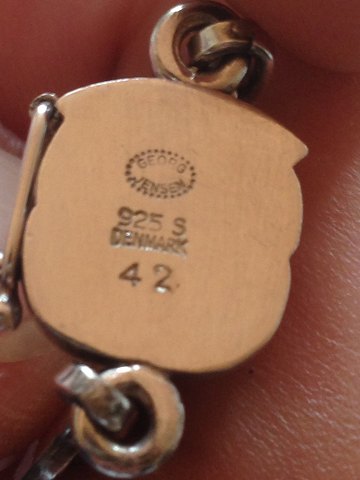 GEORG
JENSEN
925 S
DENMARK
42